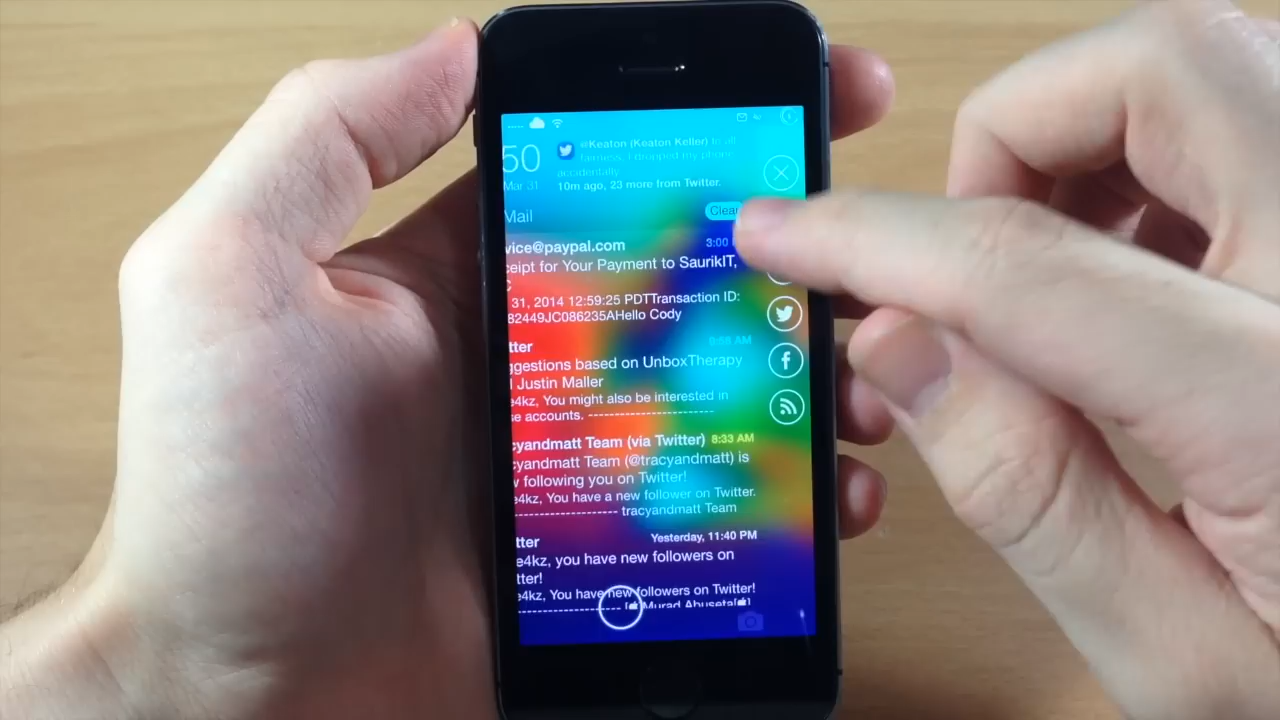 @Keaton (Keaton Keller) to all
fairness, I dropped my phone
accidentally
50
Mar 31
10m ago, 23 more from Twitter.
Mail
Clear
vice@paypal.com
3:00
ceipt for Your Payment to SaurikIT,
C
31, 2014 12:59:25 PDTTransaction ID:
82449JC086235AHello Cody
tter
ggestions based on UnboxTherapy
Justin Maller
e4kz, You might also be interested in
se accounts. -----------------------
cyandmatt Team (via Twitter) 8:33 AM
cyandmatt Team (@tracyandmatt) is
w following you on Twitter!
e4kz, You have a new follower on Twitter.
------------------- tracyandmatt Team
tter
Yesterday, 11:40 PM
e4kz, you have new followers on
tter!
e4kz, You have new followers on Twitter!
Murad Abuseta